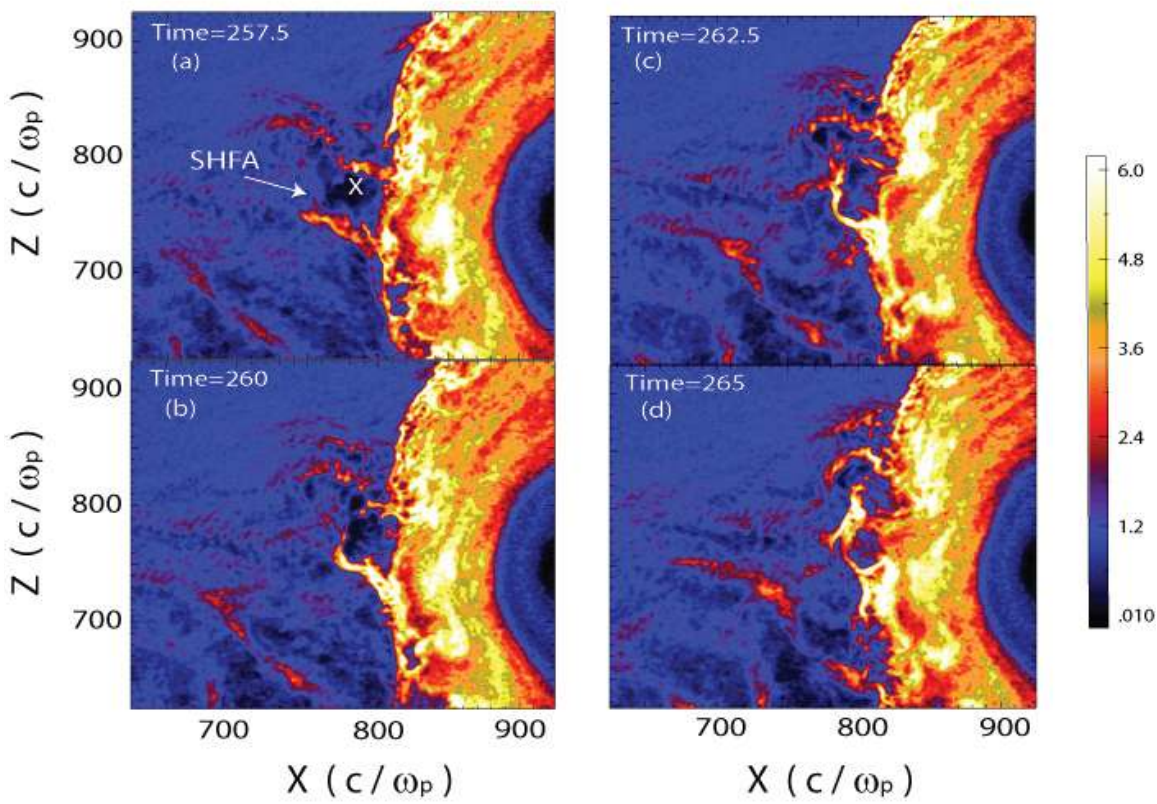 Time=257.5
(a)
900
800
700
Z ( c / ωp )
SHFA
X
Time=262.5
(c)
6.0
4.8
3.6
2.4
1.2
.010
Time=260
(b)
900
800
700
Z ( c / ωp )
Time=265
(d)
700 800 900
X ( c / ωp )
700 800 900
X ( c / ωp )